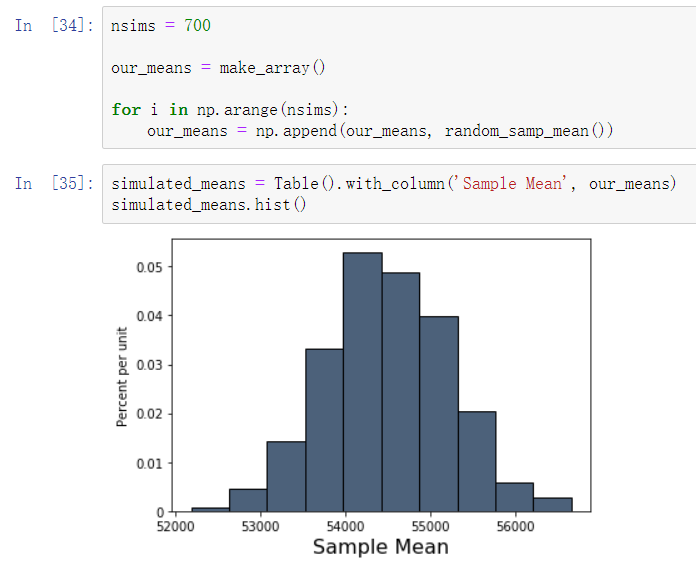 In [34]: nsims = 700
our_means = make_array()
for i in np.arange(nsims):
our_means = np.append(our_means, random_samp_mean())
In [35]: simulated_means = Table().with_column('Sample Mean', our_means)
simulated_means.hist()
0.05
0.04
0.03
0.02
0.01
0
Percent per unit
52000 53000 54000 55000 56000
Sample Mean